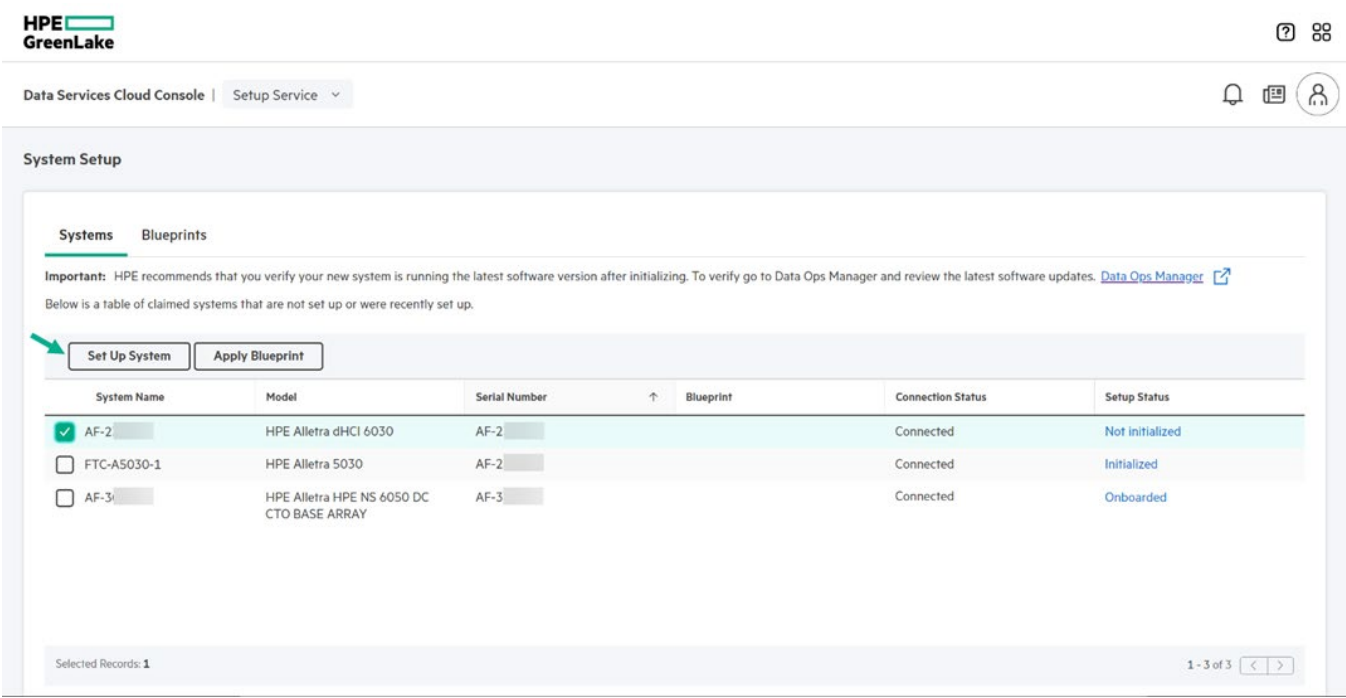 HPE
GreenLake
Data Services Cloud Console | Setup Service
System Setup
Systems Blueprints
Important: HPE recommends that you verify your new system is running the latest software version after initializing. To verify go to Data Ops Manager and review the latest software updates. Data Ops Manager
Below is a table of claimed systems that are not set up or were recently set up.
Set Up System Apply Blueprint
System Name Model Serial Number ↑ Blueprint Connection Status Setup Status
AF-2 HPE Alletra dHCI 6030 AF-2 Connected Not initialized
FTC-A5030-1 HPE Alletra 5030 AF-2 Connected Initialized
AF-3 HPE Alletra HPE NS 6050 DC AF-3 Connected Onboarded
CTO BASE ARRAY
Selected Records: 1 1 - 3 of 3 < >